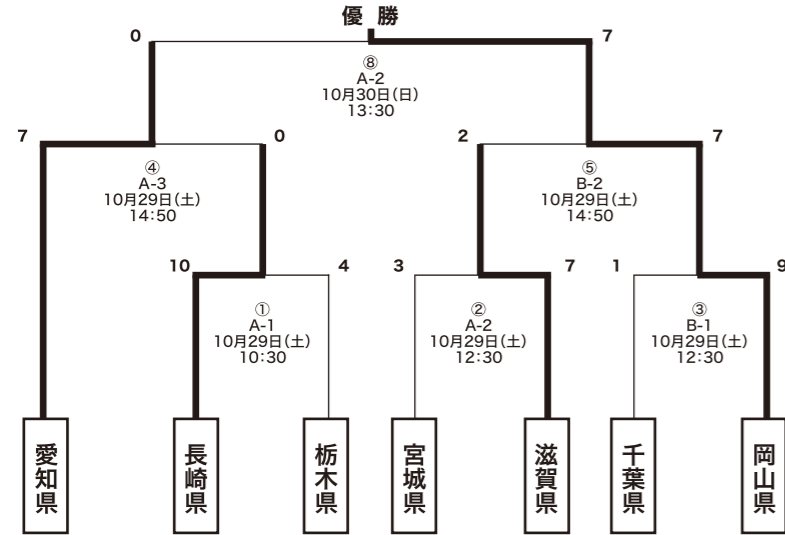 優 勝
0
7
⑧
A-2
10月30日(日)
13:30
7
0
2
7
④
A-3
10月29日(土)
14:50
⑤
B-2
10月29日(土)
14:50
10
4
3
7
1
9
①
A-1
10月29日(土)
10:30
②
A-2
10月29日(土)
12:30
③
B-1
10月29日(土)
12:30
愛知県
長崎県
栃木県
宮城県
滋賀県
千葉県
岡山県